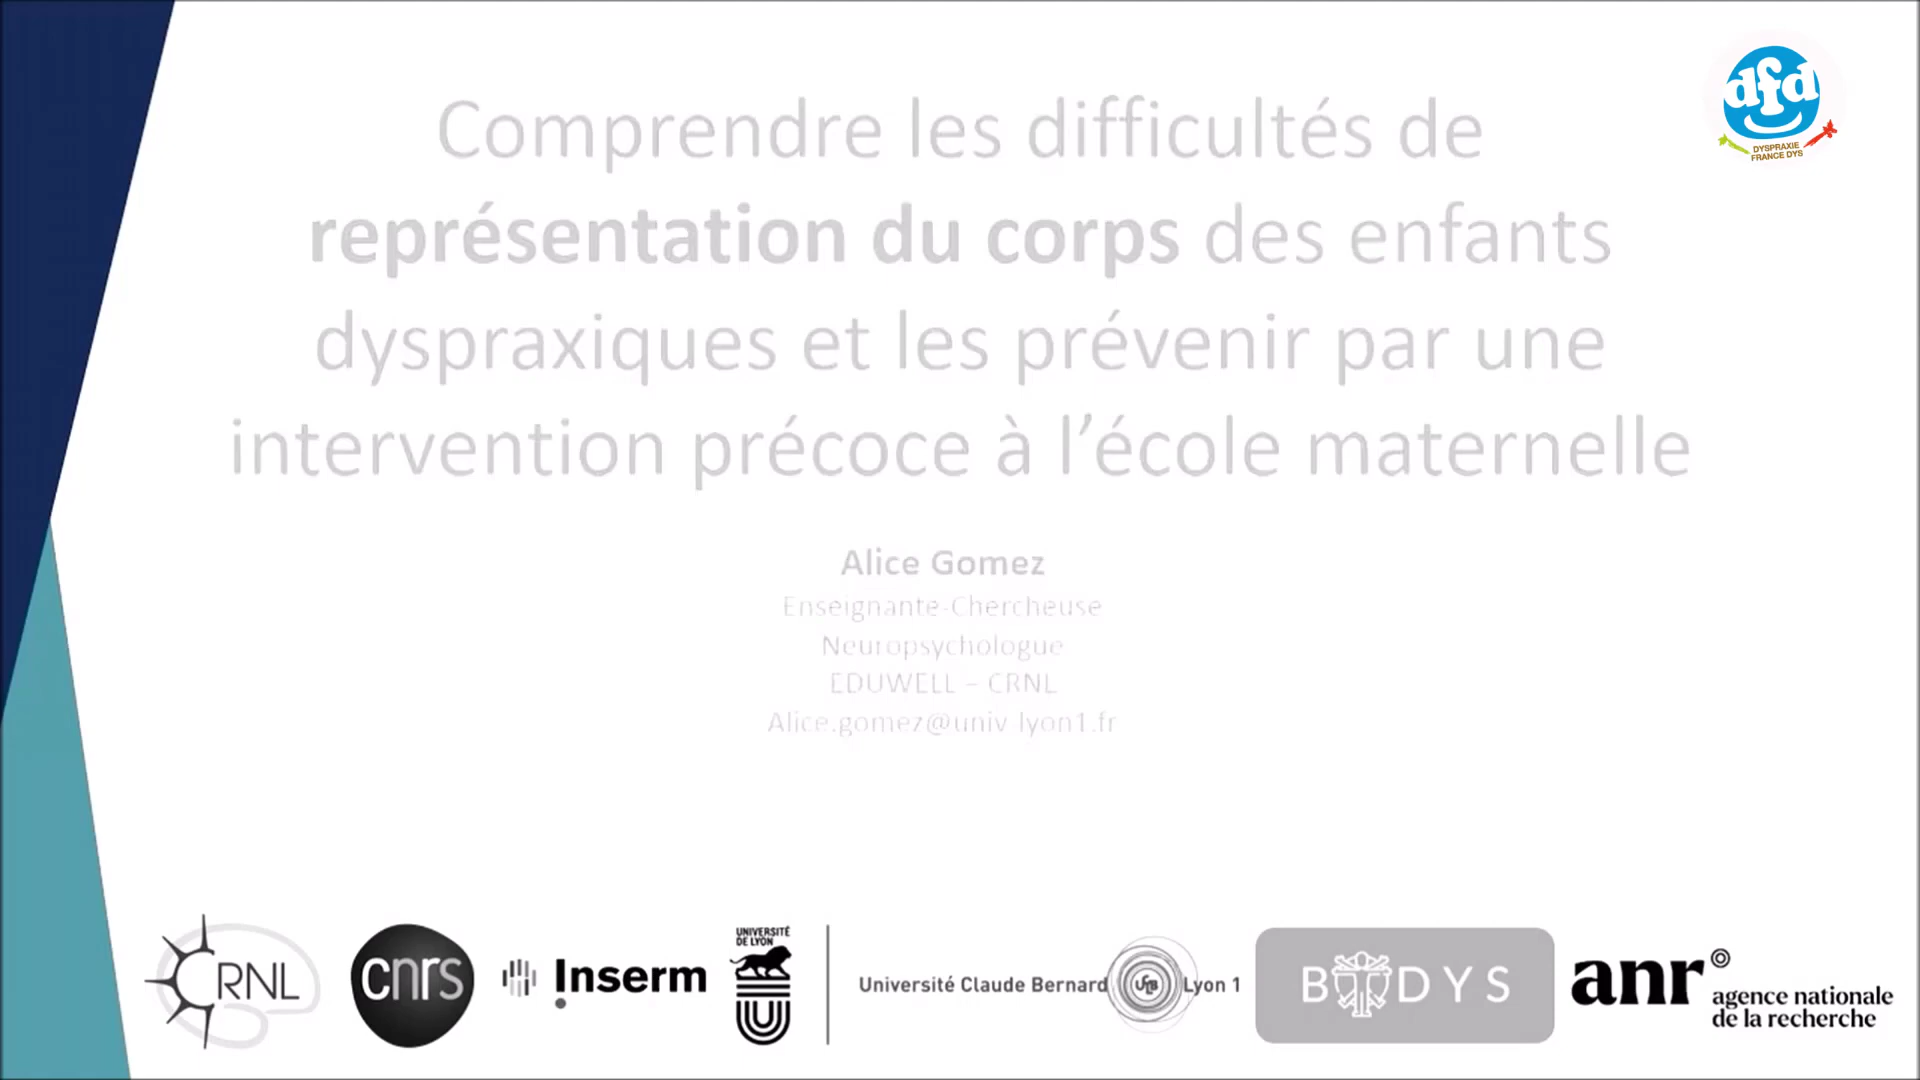 dfd
DYSPRAXIE
FRANCE DYS
Comprendre les difficultés de
représentation du corps des enfants
dyspraxiques et les prévenir par une
intervention précoce à l’école maternelle
Alice Gomez
Enseignante-Chercheuse
Neuropsychologue
EDUWELL – CRNL
Alice.gomez@univ-lyon1.fr
CRNL
cnrs
Inserm
UNIVERSITÉ
DE LYON
Université Claude Bernard UCLB Lyon 1
BODYS
anr
agence nationale
de la recherche